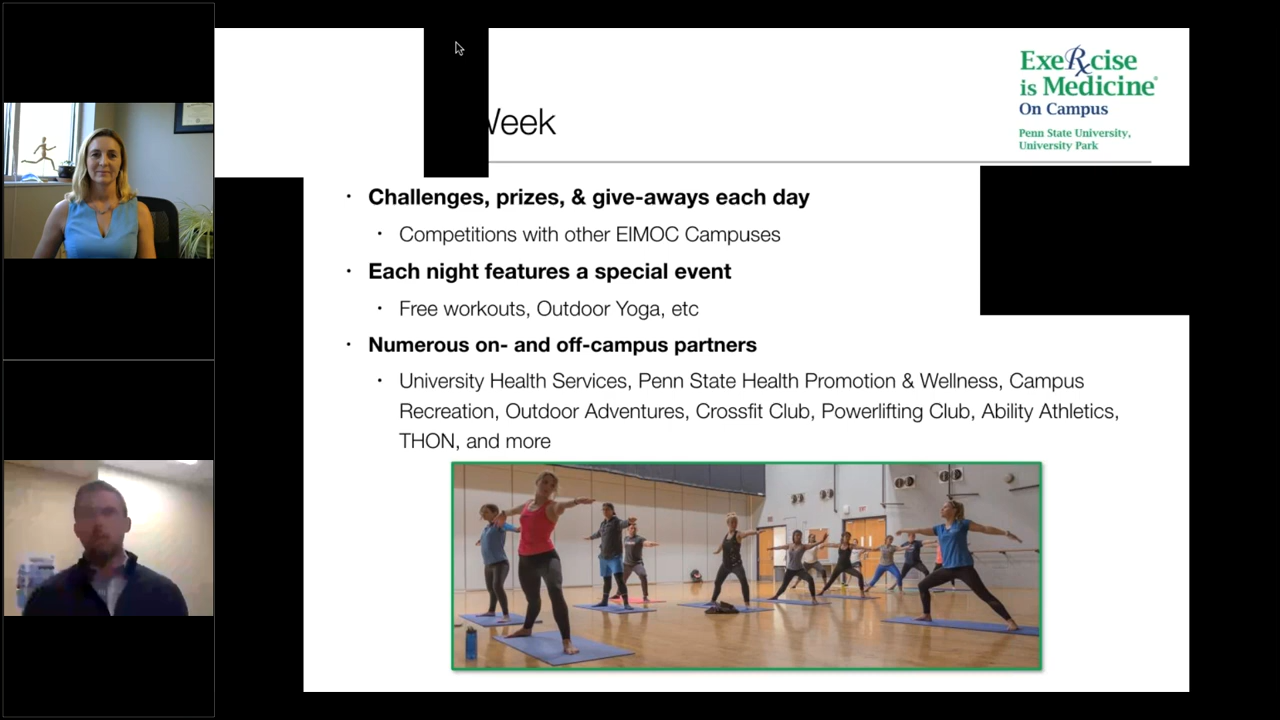 Week
ExeRcise
is Medicine®
On Campus
Penn State University,
University Park
• Challenges, prizes, & give-aways each day
• Competitions with other EIMOC Campuses
• Each night features a special event
• Free workouts, Outdoor Yoga, etc
• Numerous on- and off-campus partners
• University Health Services, Penn State Health Promotion & Wellness, Campus
Recreation, Outdoor Adventures, Crossfit Club, Powerlifting Club, Ability Athletics,
THON, and more